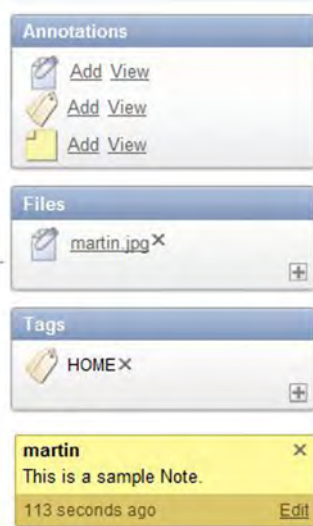 Annotations
Add View
Add View
Add View
Files
martin.jpg×
Tags
HOME×
martin ×
This is a sample Note.
113 seconds ago Edit